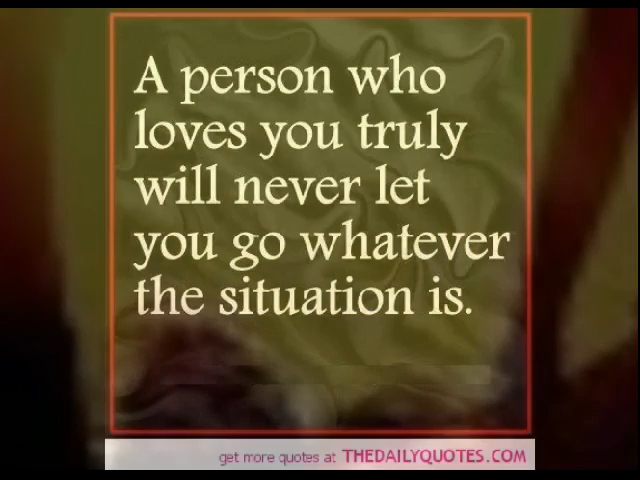 A person who
loves you truly
will never let
you go whatever
the situation is.
get more quotes at THEDAILYQUOTES.COM